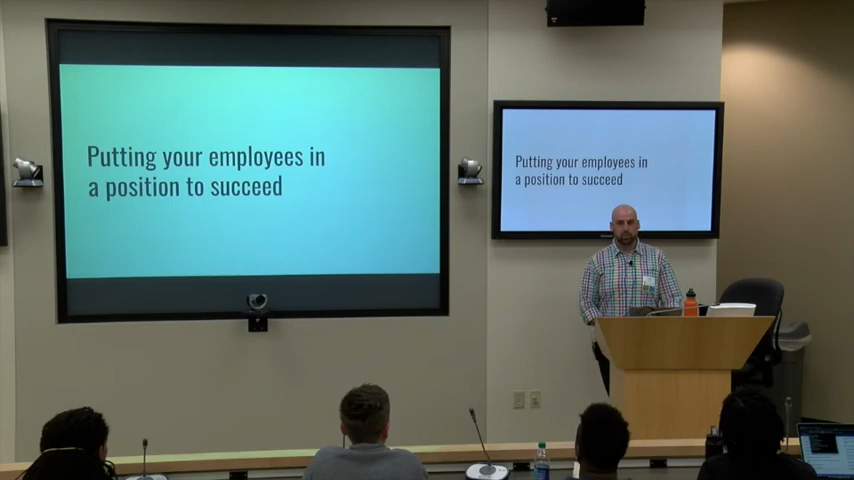 Putting your employees in
a position to succeed
Putting your employees in
a position to succeed